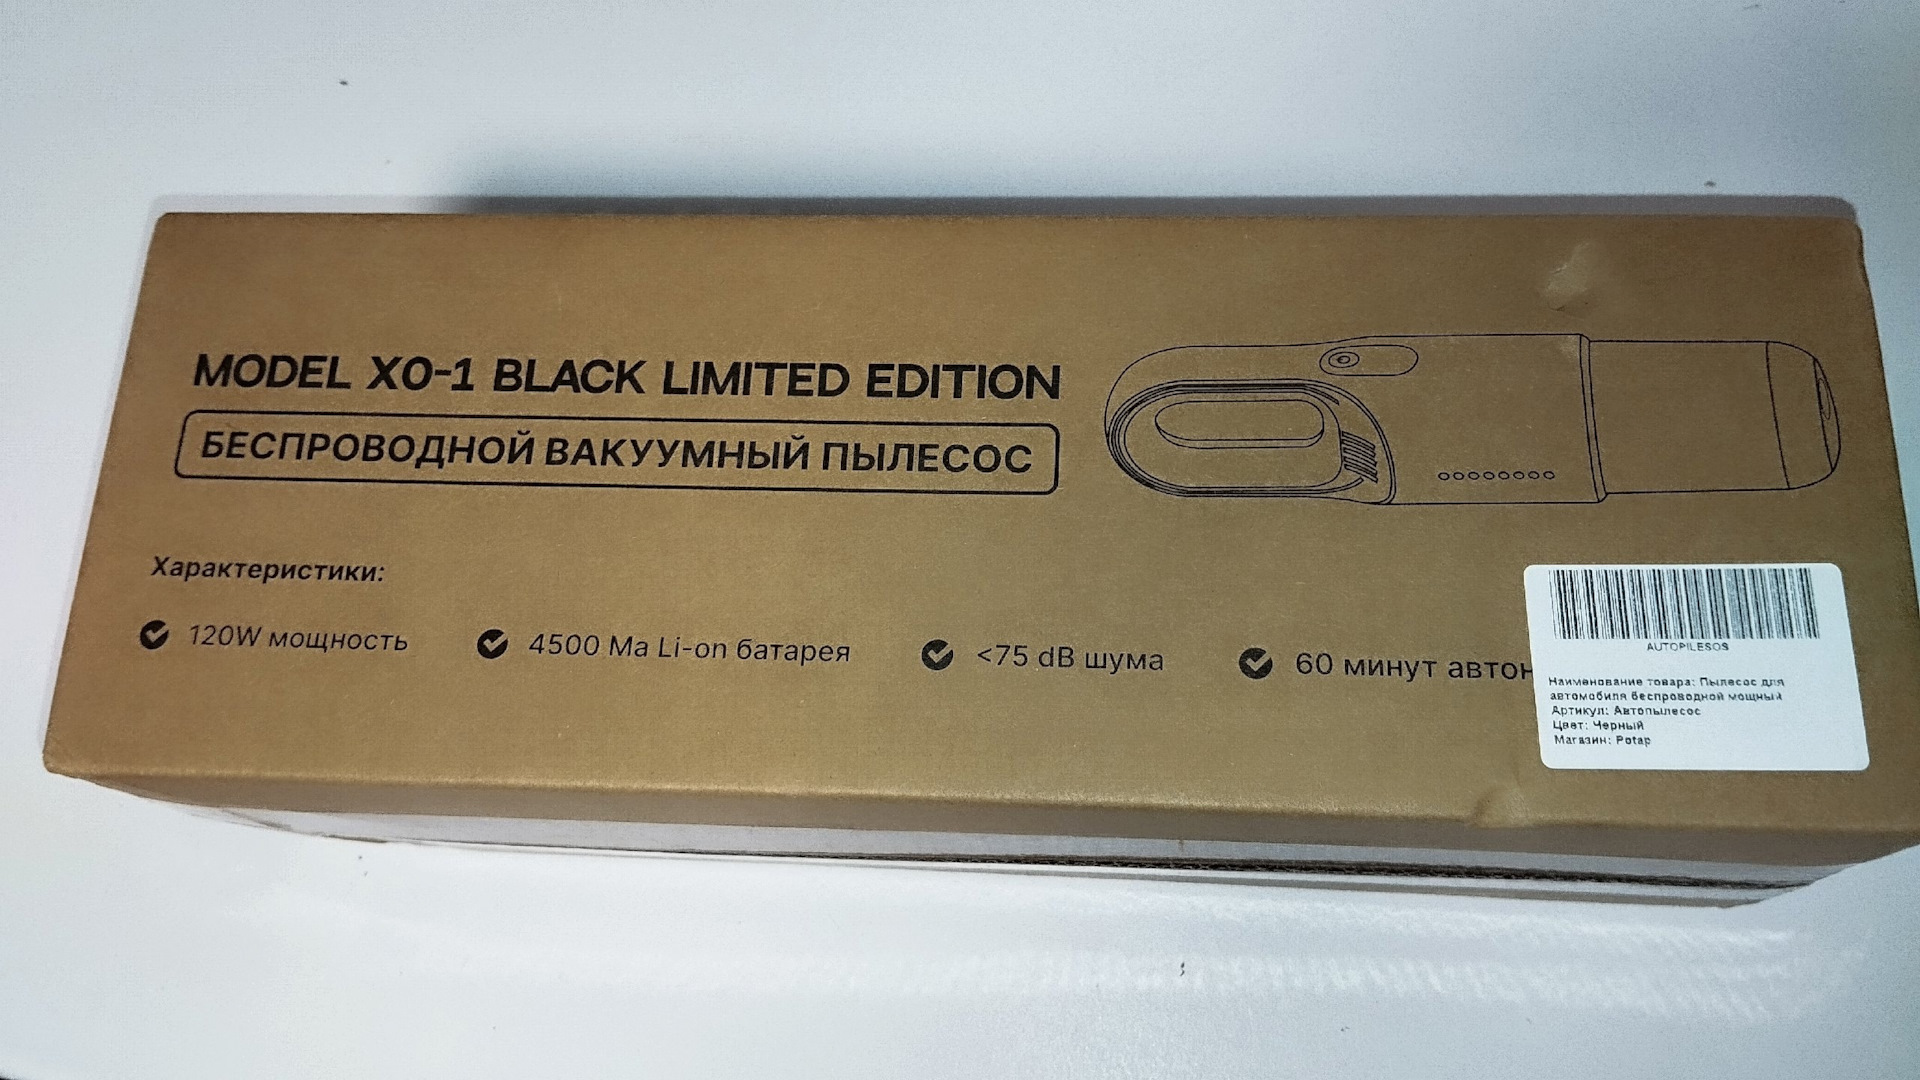 MODEL XO-1 BLACK LIMITED EDITION
БЕСПРОВОДНОЙ ВАКУУМНЫЙ ПЫЛЕСОС
Характеристики:
120W мощность
4500 Ma Li-on батарея
<75 dB шума
60 минут автон
AUTOPILESOS
Наименование товара: Пылесос для
автомобиля беспроводной мощный
Артикул: Автопылесос
Цвет: Черный
Магазин: Potap